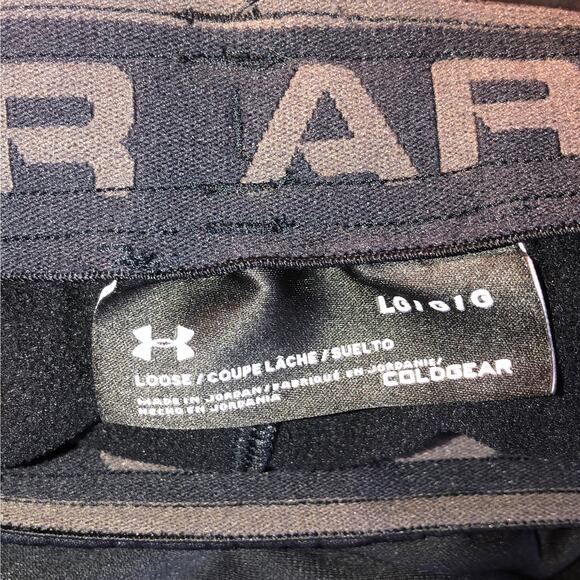 R AR
LG/G/G
LOOSE/COUPE LÂCHE/SUELTO
MADE IN JORDAN/FABRIQUÉ EN JORDANIE/
HECHO EN JORDANIA
COLDGEAR